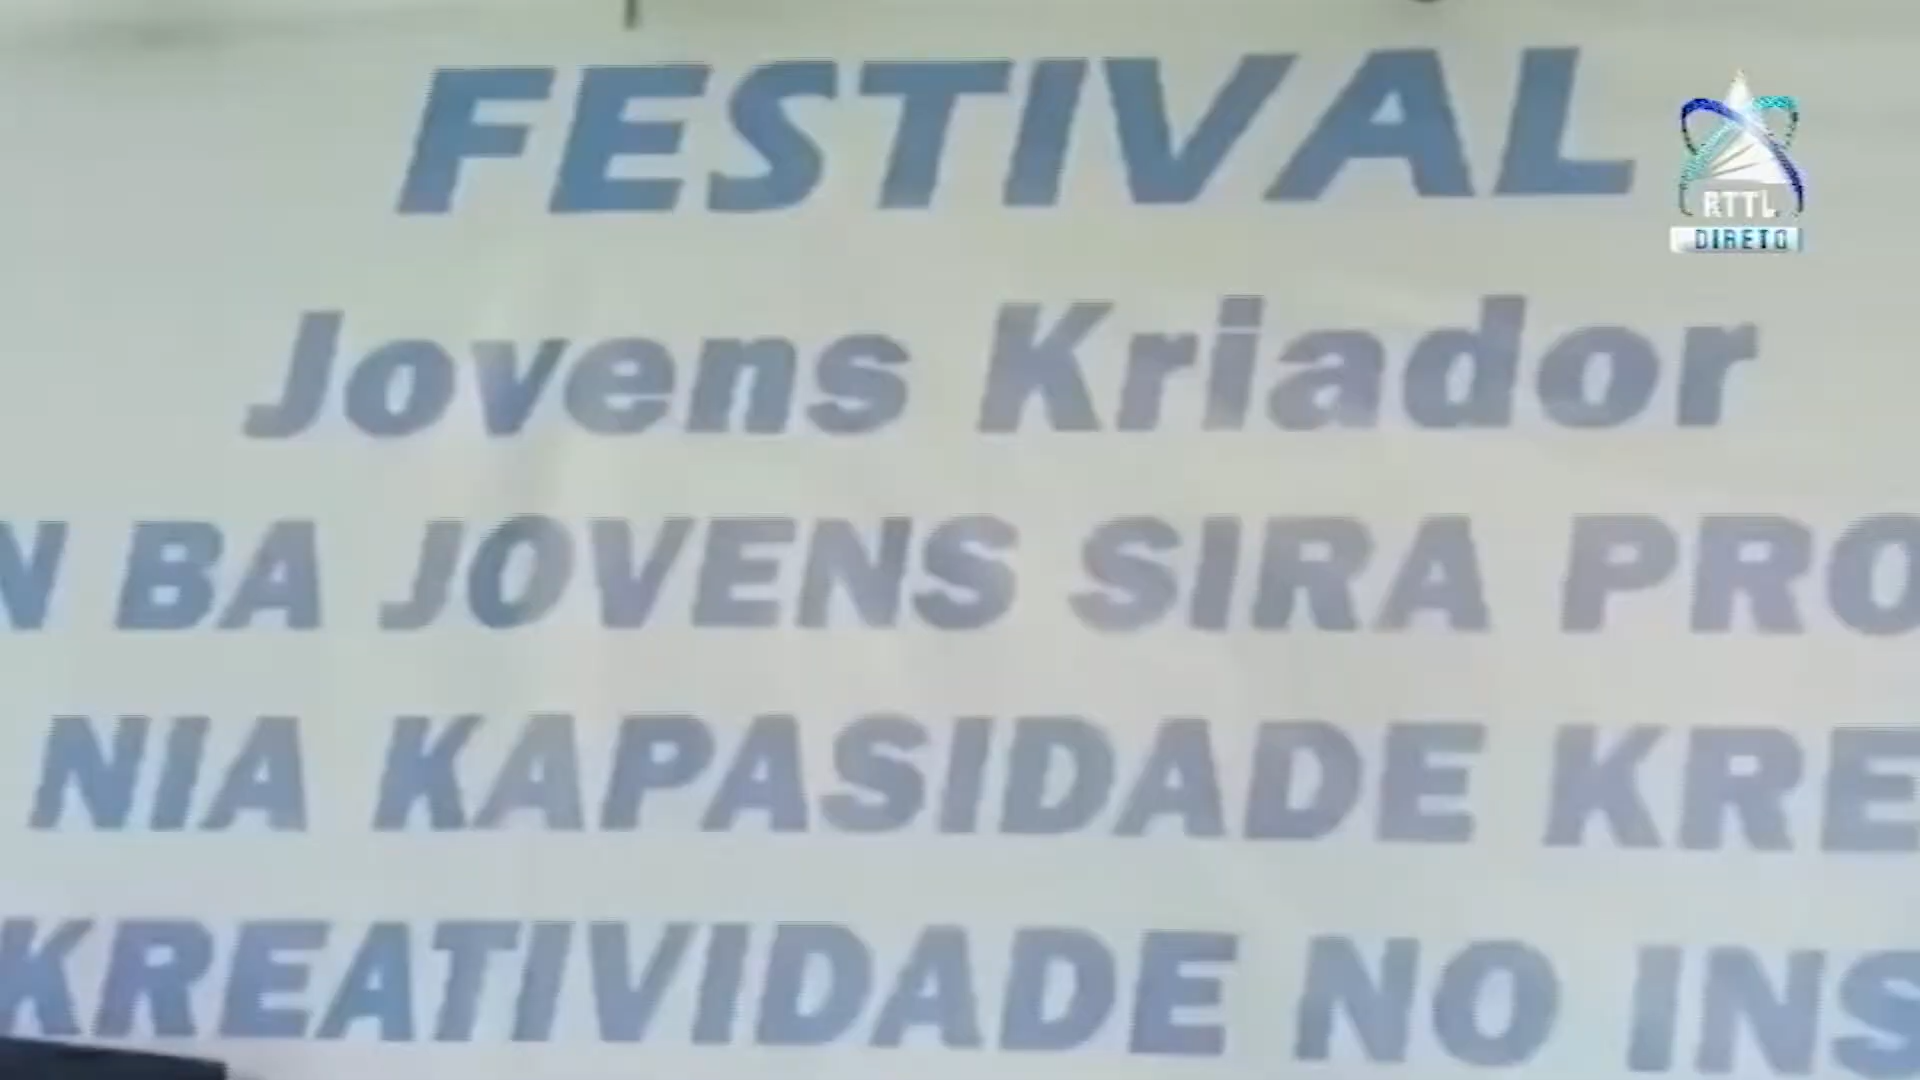 FESTIVAL
RTTL
DIRETO
Jovens Kriador
BA JOVENS SIRA
NIA KAPASIDADE
KREATIVIDADE NO